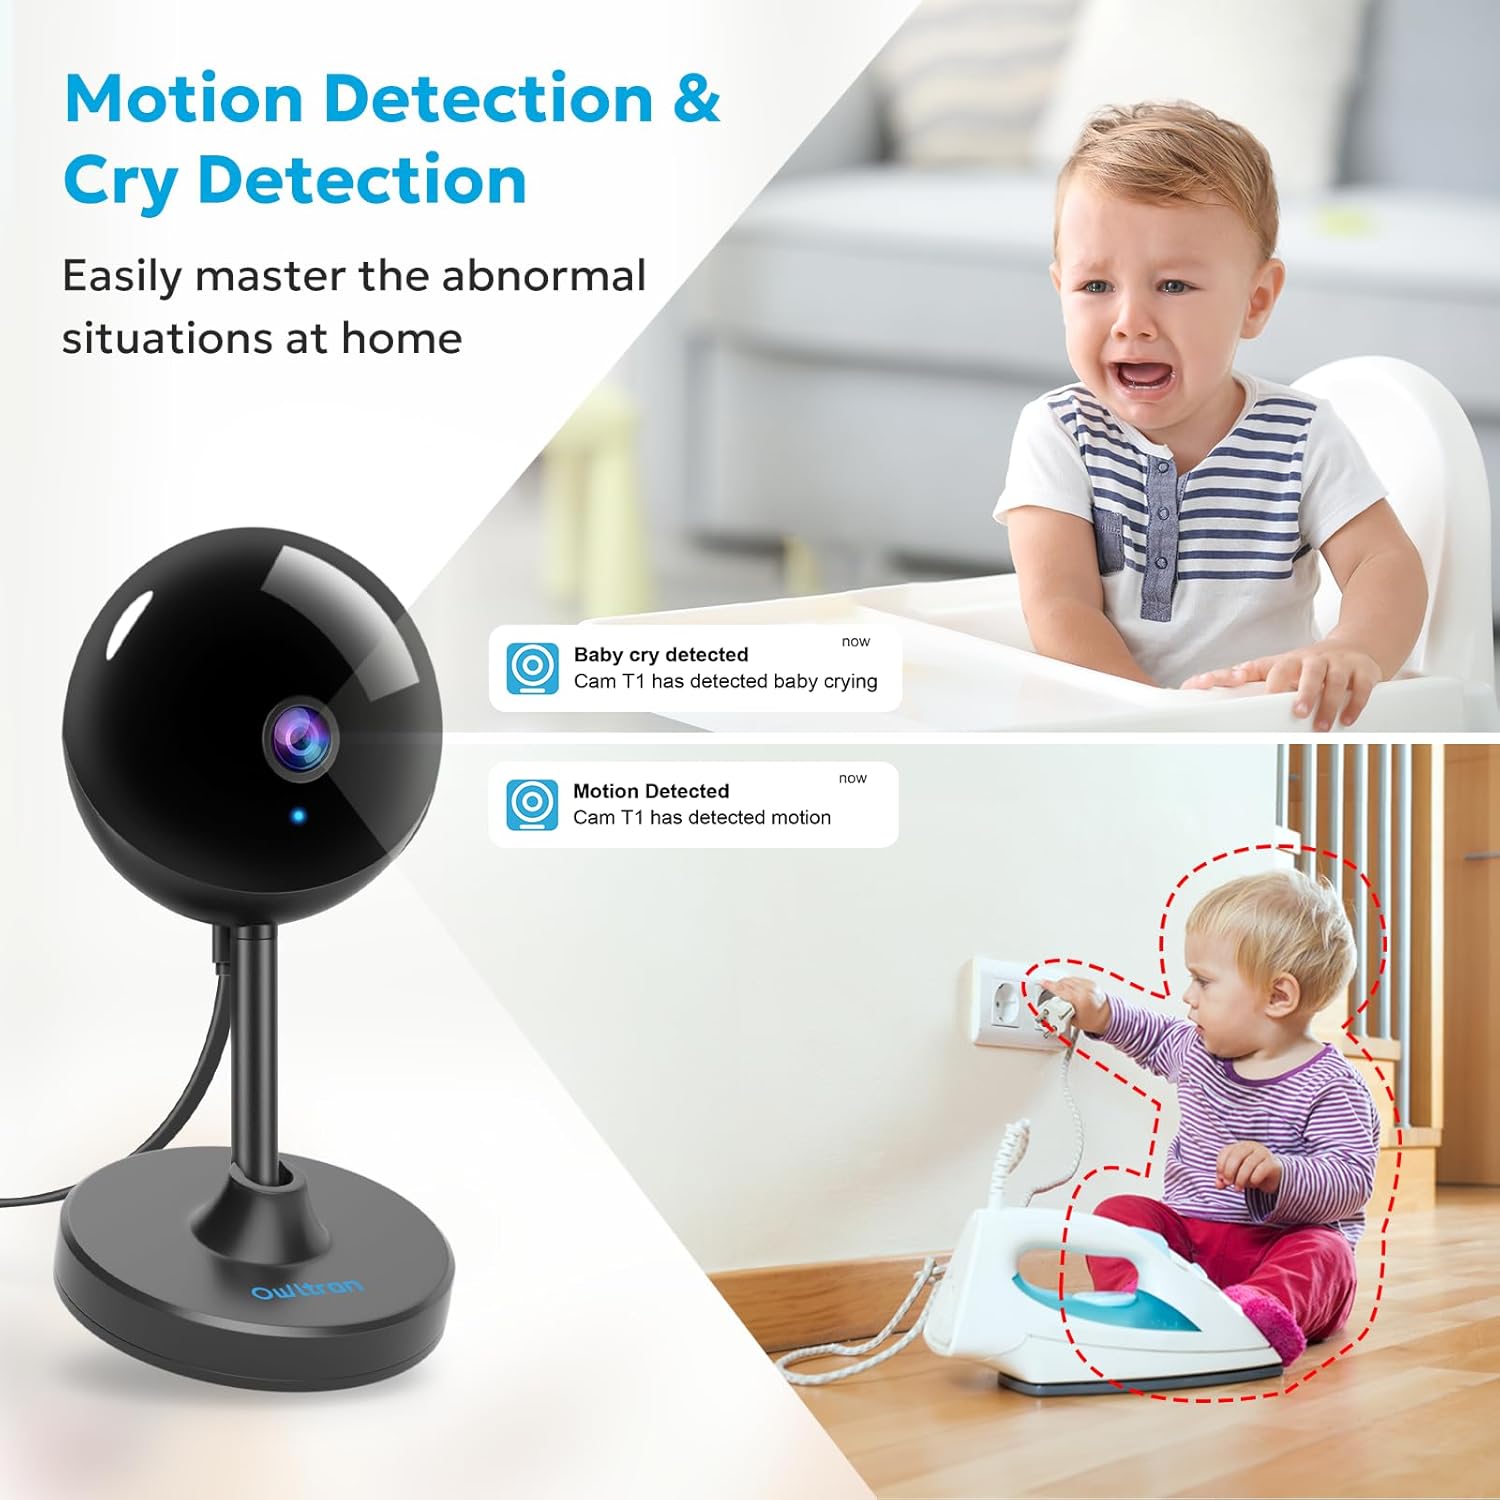 Motion Detection &
Cry Detection
Easily master the abnormal
situations at home
Baby cry detected
now
Cam T1 has detected baby crying
Motion Detected
now
Cam T1 has detected motion
Owltron